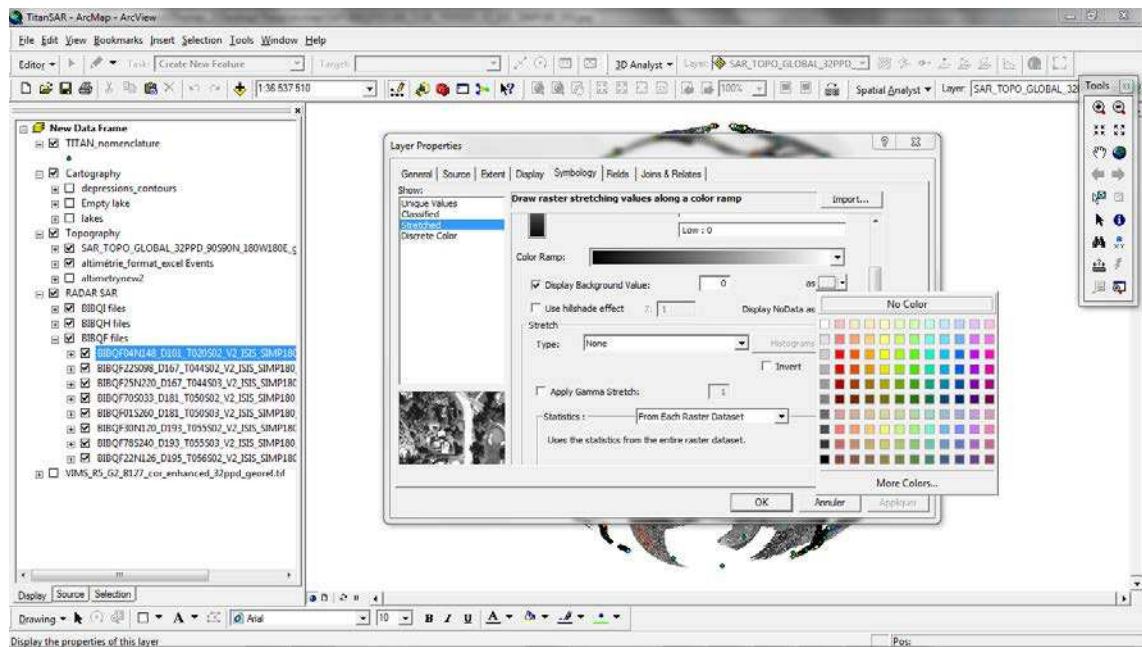 TitanSAR - ArcMap - ArcView
File Edit View Bookmarks Insert Selection Tools Window Help
Editor Task: Create New Feature Target: 3D Analyst Layer: SAR_TOPO_GLOBAL_32PPD_
1:36 537 510 100% Spatial Analyst Layer: SAR_TOPO_GLOBAL_32
Tools
New Data Frame
TITAN_nomenclature
Cartography
depressions_contours
Empty lake
lakes
Topography
SAR_TOPO_GLOBAL_32PPD_90S90N_180W180E_g
altimétrie_format_excel Events
altimetrynew2
RADAR SAR
BIBQI files
BIBQH files
BIBQF files
BIBQF04N148_D101_T020S02_V2_ISIS_SIMP180
BIBQF22S098_D167_T044S02_V2_ISIS_SIMP180
BIBQF25N220_D167_T044S03_V2_ISIS_SIMP180
BIBQF70S033_D181_T050S02_V2_ISIS_SIMP180
BIBQF01S260_D181_T050S03_V2_ISIS_SIMP180
BIBQF30N120_D193_T055S02_V2_ISIS_SIMP180
BIBQF78S240_D193_T055S03_V2_ISIS_SIMP180
BIBQF22N126_D195_T056S02_V2_ISIS_SIMP180
VIMS_R5_G2_B127_cor_enhanced_32ppd_georef.tif
Layer Properties
General Source Extent Display Symbology Fields Joins & Relates
Show:
Unique Values
Classified
Stretched
Discrete Color
Draw raster stretching values along a color ramp Import...
Low : 0
Color Ramp:
Display Background Value: 0 as
Use hillshade effect Z: 1 Display NoData as
Stretch
Type: None Histograms
Invert
Apply Gamma Stretch: 1
Statistics : From Each Raster Dataset
Uses the statistics from the entire raster dataset.
No Color
More Colors...
OK Annuler Appliquer
Display Source Selection
Drawing Arial 10 B I U A
Display the properties of this layer Pos: